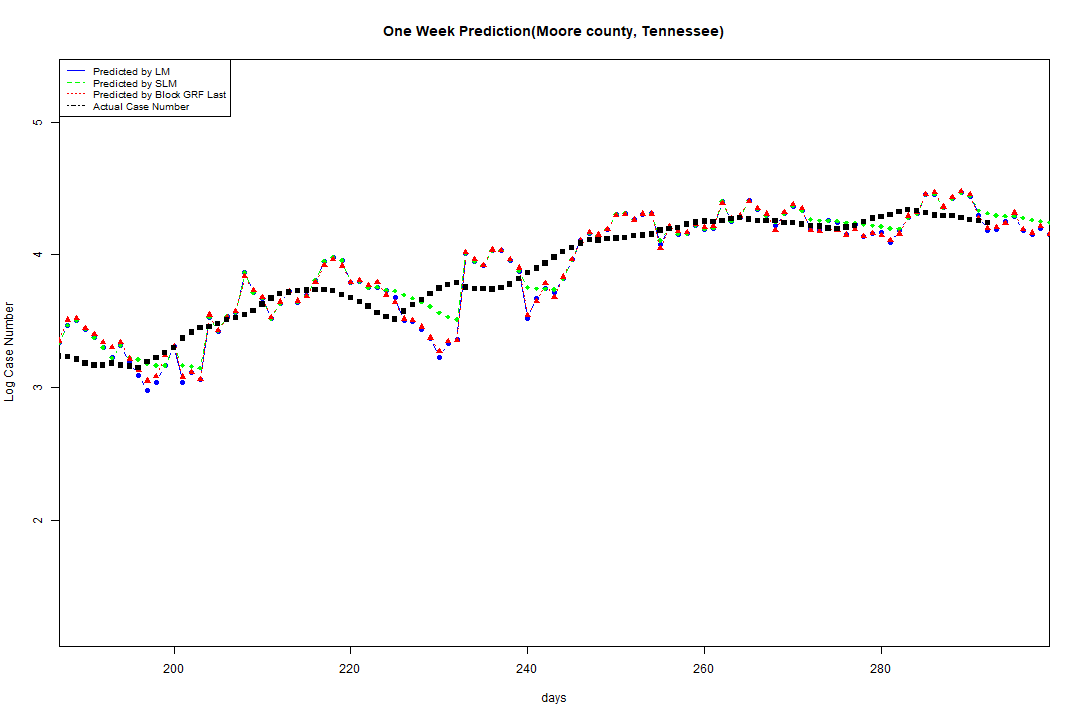 One Week Prediction(Moore county, Tennessee)
Predicted by LM
Predicted by SLM
Predicted by Block GRF Last
Actual Case Number
5
4
3
2
Log Case Number
200 220 240 260 280
days